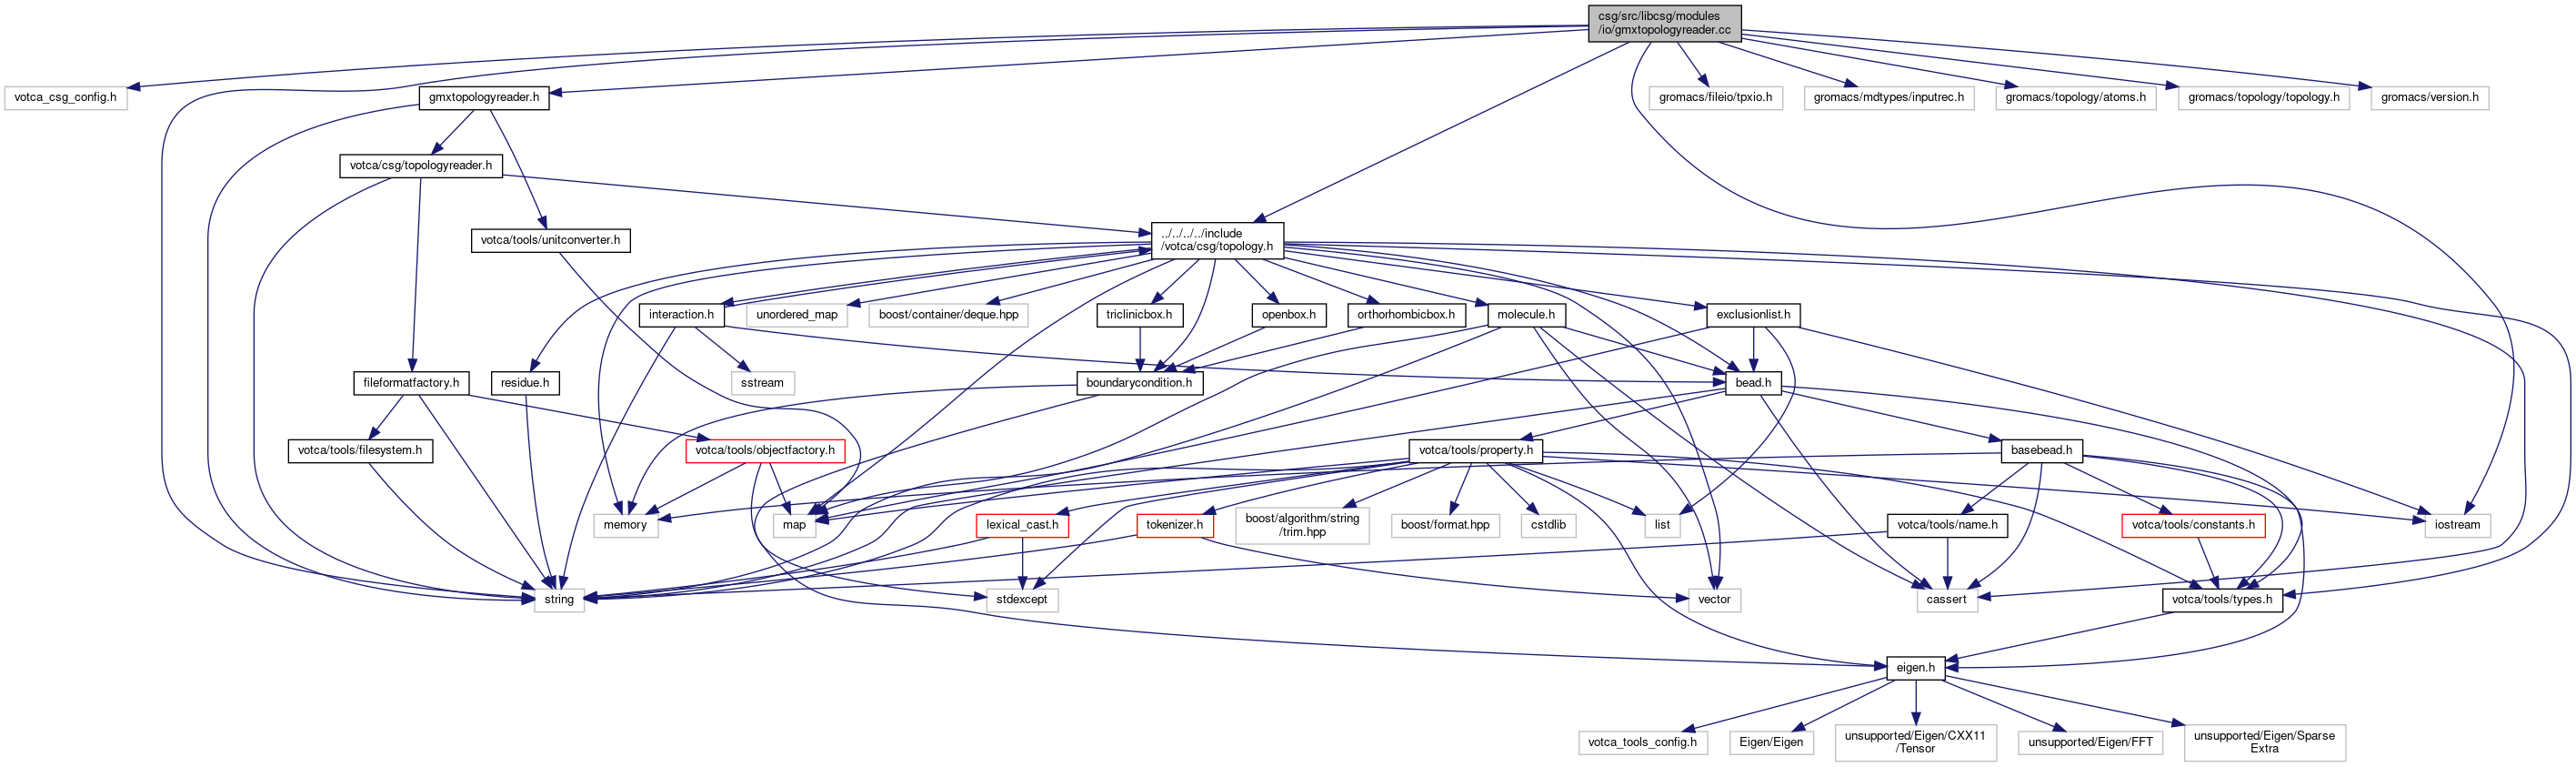 csg/src/libcsg/modules
/io/gmxtopologyreader.cc
votca_csg_config.h
gmxtopologyreader.h
gromacs/fileio/tpxio.h
gromacs/mdtypes/inputrec.h
gromacs/topology/atoms.h
gromacs/topology/topology.h
gromacs/version.h
votca/csg/topologyreader.h
votca/tools/unitconverter.h
../../../../include
/votca/csg/topology.h
interaction.h
unordered_map
boost/container/deque.hpp
triclinicbox.h
openbox.h
orthorhombicbox.h
molecule.h
exclusionlist.h
fileformatfactory.h
residue.h
sstream
boundarycondition.h
bead.h
votca/tools/filesystem.h
votca/tools/objectfactory.h
votca/tools/property.h
basebead.h
memory
map
lexical_cast.h
tokenizer.h
boost/algorithm/string
/trim.hpp
boost/format.hpp
cstdlib
list
votca/tools/name.h
votca/tools/constants.h
iostream
string
stdexcept
vector
cassert
votca/tools/types.h
eigen.h
votca_tools_config.h
Eigen/Eigen
unsupported/Eigen/CXX11
/Tensor
unsupported/Eigen/FFT
unsupported/Eigen/Sparse
Extra